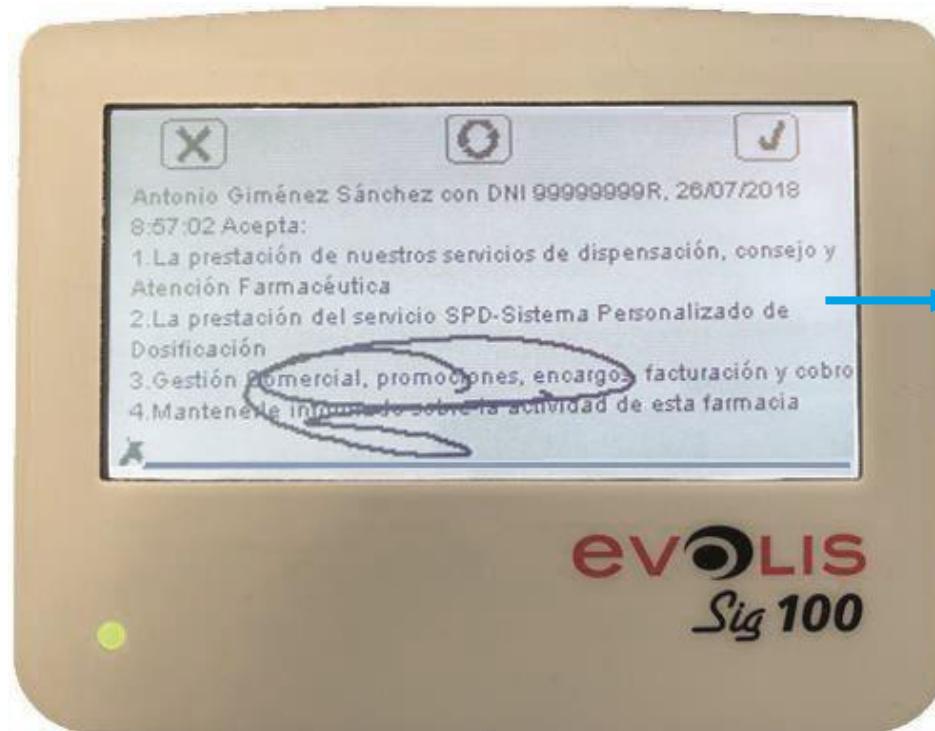 Antonio Giménez Sánchez con DNI 99999999R, 26/07/2018
8:57:02 Acepta:
1.La prestación de nuestros servicios de dispensación, consejo y
Atención Farmacéutica
2.La prestación del servicio SPD-Sistema Personalizado de
Dosificación
3.Gestión Comercial, promociones, encargos, facturación y cobro
4.Mantenerle informado sobre la actividad de esta farmacia
X
evolis
Sig 100